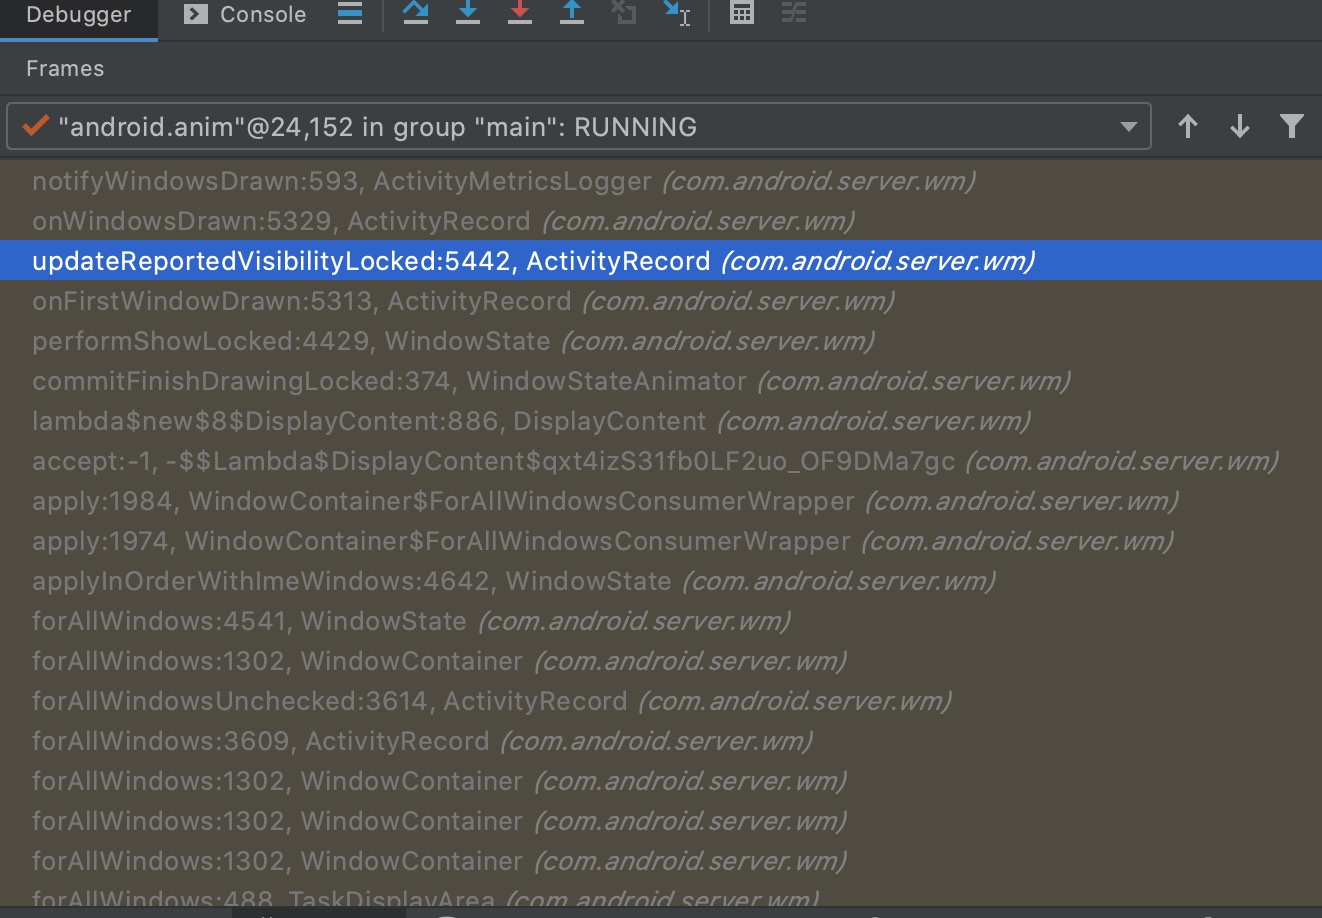 Debugger Console
Frames
"android.anim"@24,152 in group "main": RUNNING
notifyWindowsDrawn:593, ActivityMetricsLogger (com.android.server.wm)
onWindowsDrawn:5329, ActivityRecord (com.android.server.wm)
updateReportedVisibilityLocked:5442, ActivityRecord (com.android.server.wm)
onFirstWindowDrawn:5313, ActivityRecord (com.android.server.wm)
performShowLocked:4429, WindowState (com.android.server.wm)
commitFinishDrawingLocked:374, WindowStateAnimator (com.android.server.wm)
lambda$new$8$DisplayContent:886, DisplayContent (com.android.server.wm)
accept:-1, -$$Lambda$DisplayContent$qxt4izS31fb0LF2uo_OF9DMa7gc (com.android.server.wm)
apply:1984, WindowContainer$ForAllWindowsConsumerWrapper (com.android.server.wm)
apply:1974, WindowContainer$ForAllWindowsConsumerWrapper (com.android.server.wm)
applyInOrderWithImeWindows:4642, WindowState (com.android.server.wm)
forAllWindows:4541, WindowState (com.android.server.wm)
forAllWindows:1302, WindowContainer (com.android.server.wm)
forAllWindowsUnchecked:3614, ActivityRecord (com.android.server.wm)
forAllWindows:3609, ActivityRecord (com.android.server.wm)
forAllWindows:1302, WindowContainer (com.android.server.wm)
forAllWindows:1302, WindowContainer (com.android.server.wm)
forAllWindows:1302, WindowContainer (com.android.server.wm)
forAllWindows:488, TaskDisplayArea (com.android.server.wm)